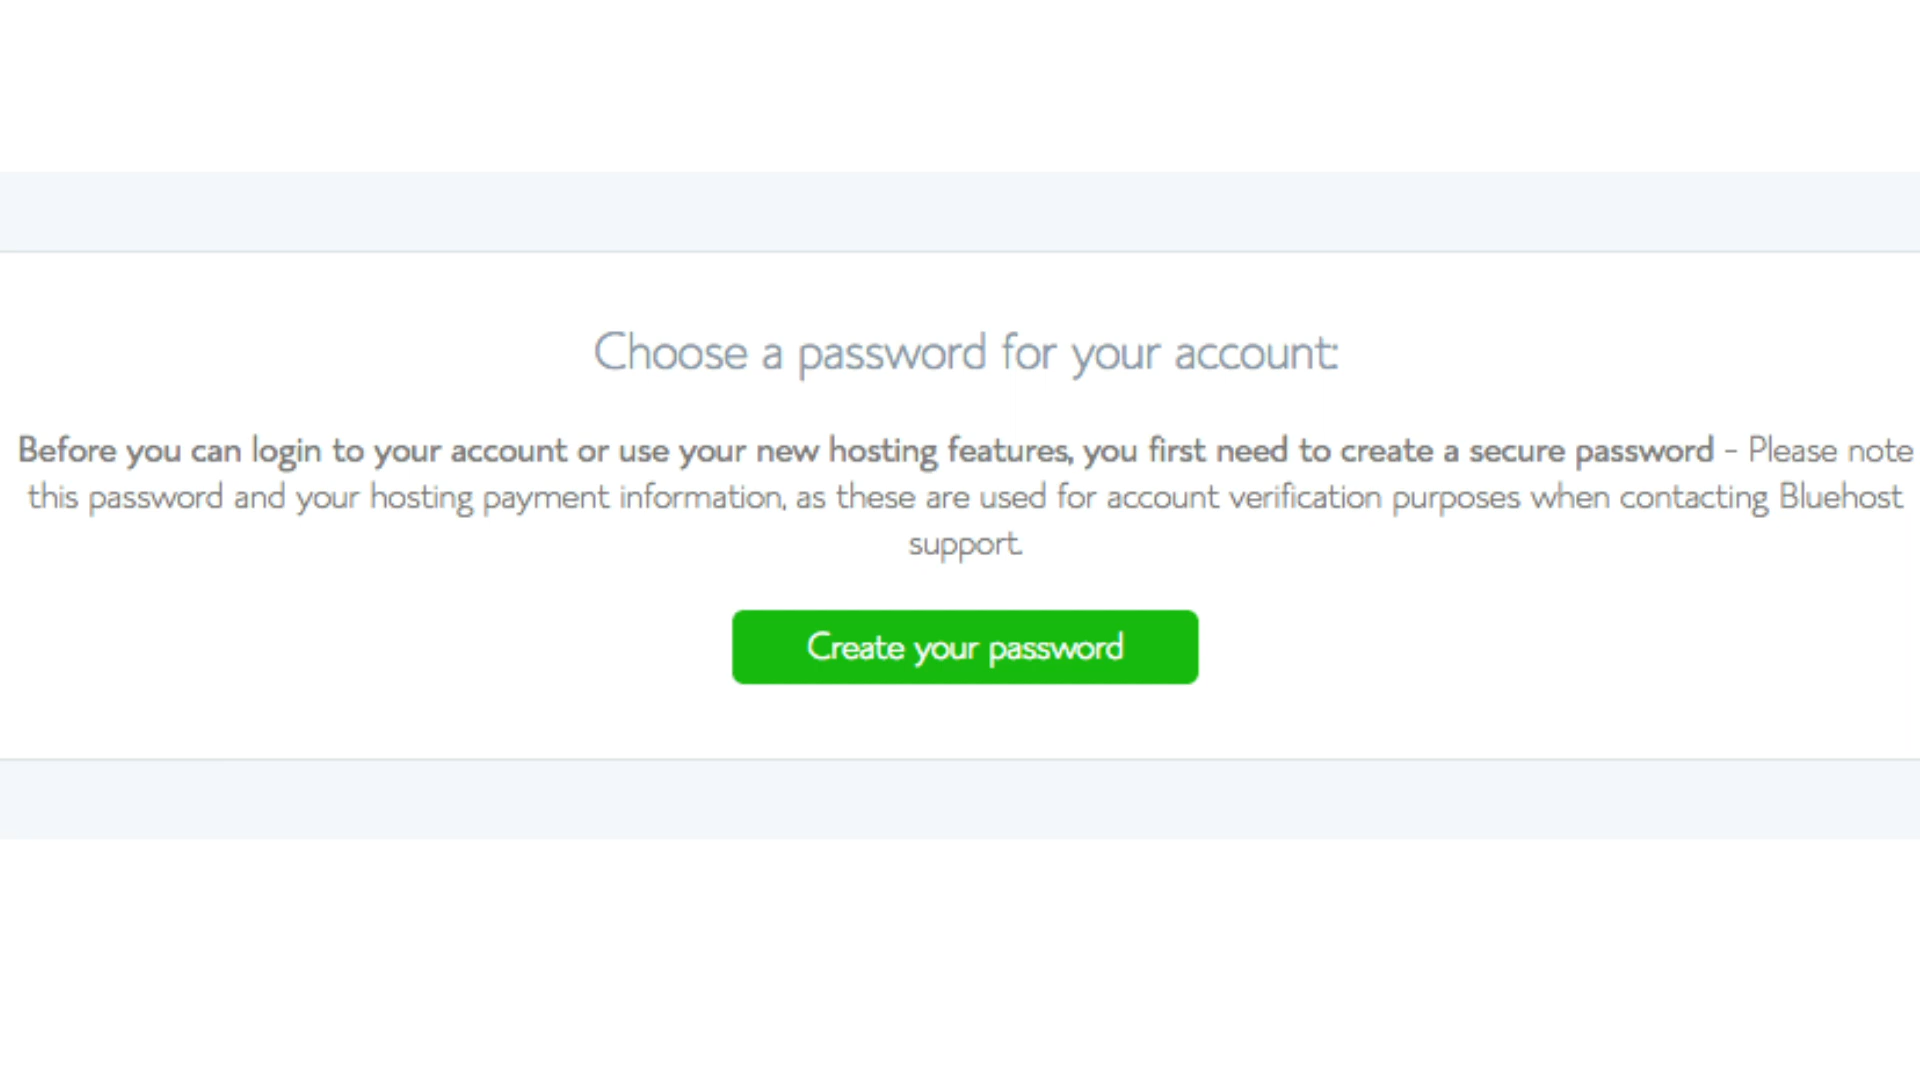 Choose a password for your account:
Before you can login to your account or use your new hosting features, you first need to create a secure password - Please note
this password and your hosting payment information, as these are used for account verification purposes when contacting Bluehost
support.
Create your password